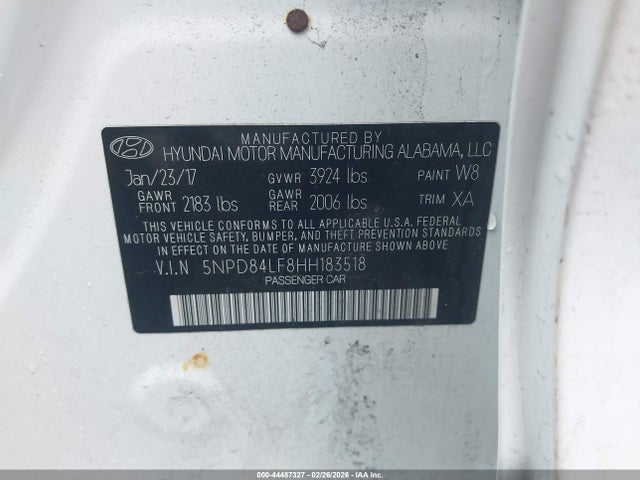 MANUFACTURED BY
HYUNDAI MOTOR MANUFACTURING ALABAMA, LLC
Jan/23/17 GVWR 3924 lbs PAINT W8
GAWR FRONT 2183 lbs GAWR REAR 2006 lbs TRIM XA
THIS VEHICLE CONFORMS TO ALL APPLICABLE U.S.A. FEDERAL
MOTOR VEHICLE SAFETY, BUMPER, AND THEFT PREVENTION STANDARDS
IN EFFECT ON THE DATE OF MANUFACTURE SHOWN ABOVE.
V.I.N 5NPD84LF8HH183518
PASSENGER CAR
000-44487327 - 02/26/2026 - IAA Inc.